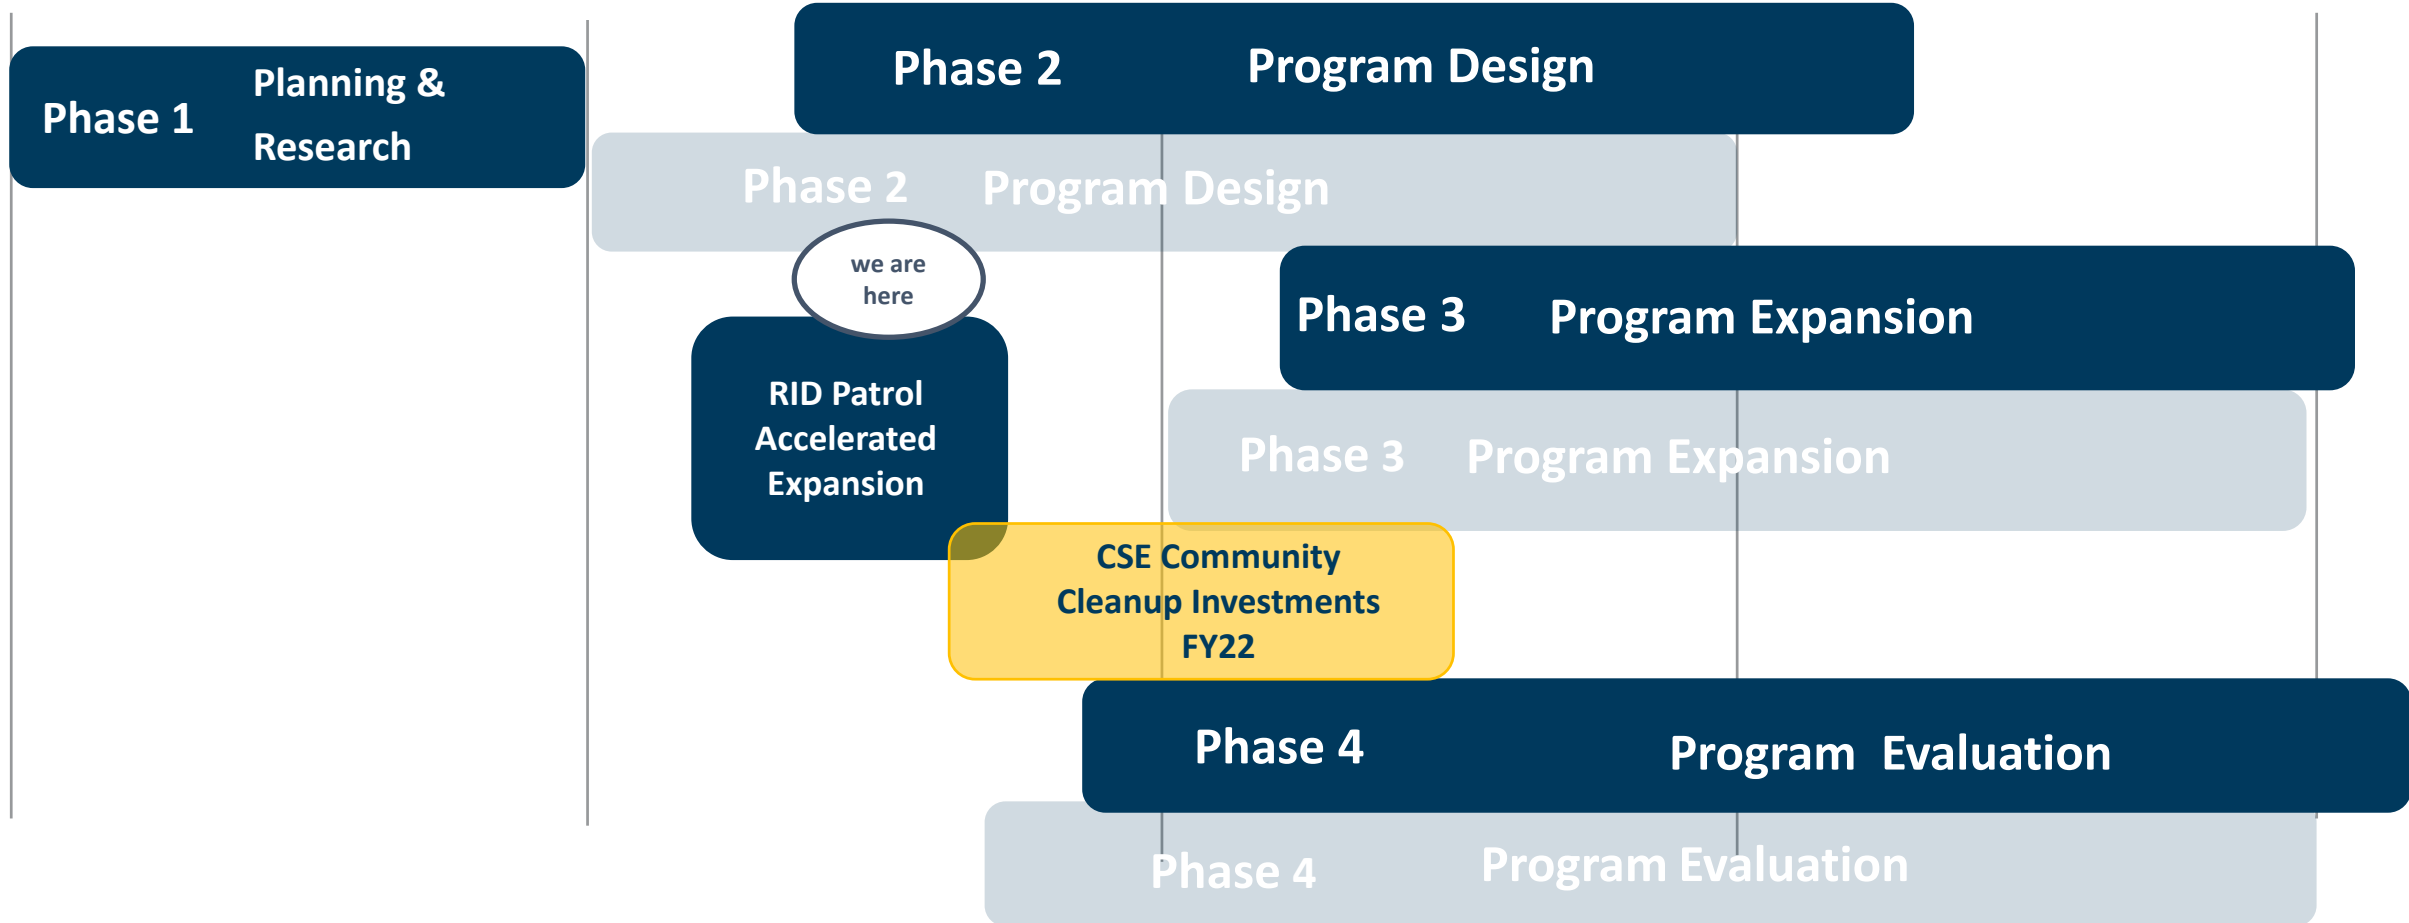 Phase 1
Planning &
Research
Phase 2 Program Design
Phase 2 Program Design
we are
here
Phase 3 Program Expansion
RID Patrol
Accelerated
Expansion
Phase 3 Program Expansion
CSE Community
Cleanup Investments
FY22
Phase 4 Program Evaluation
Phase 4 Program Evaluation